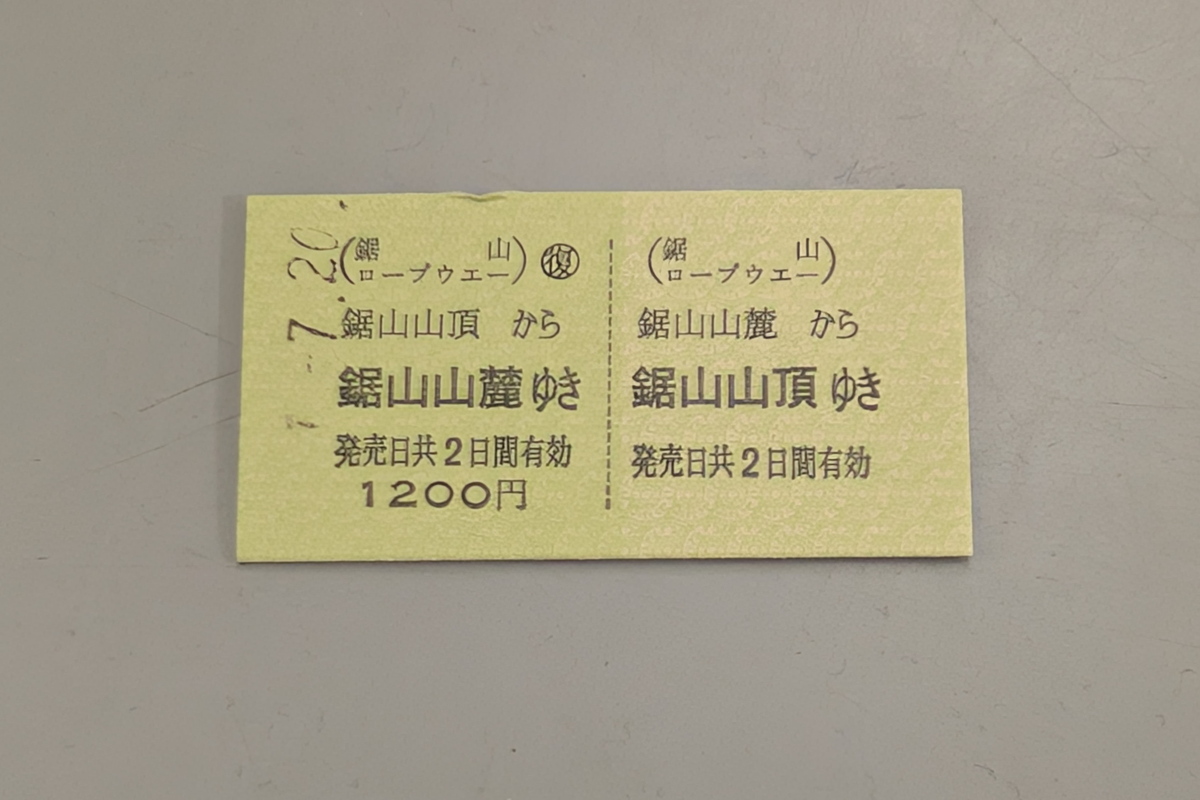 (鋸山ロープウエー) ㊝復
鋸山山頂 から
鋸山山麓ゆき
発売日共2日間有効
1200円
(鋸山ロープウエー)
鋸山山麓 から
鋸山山頂ゆき
発売日共2日間有効
7.20.